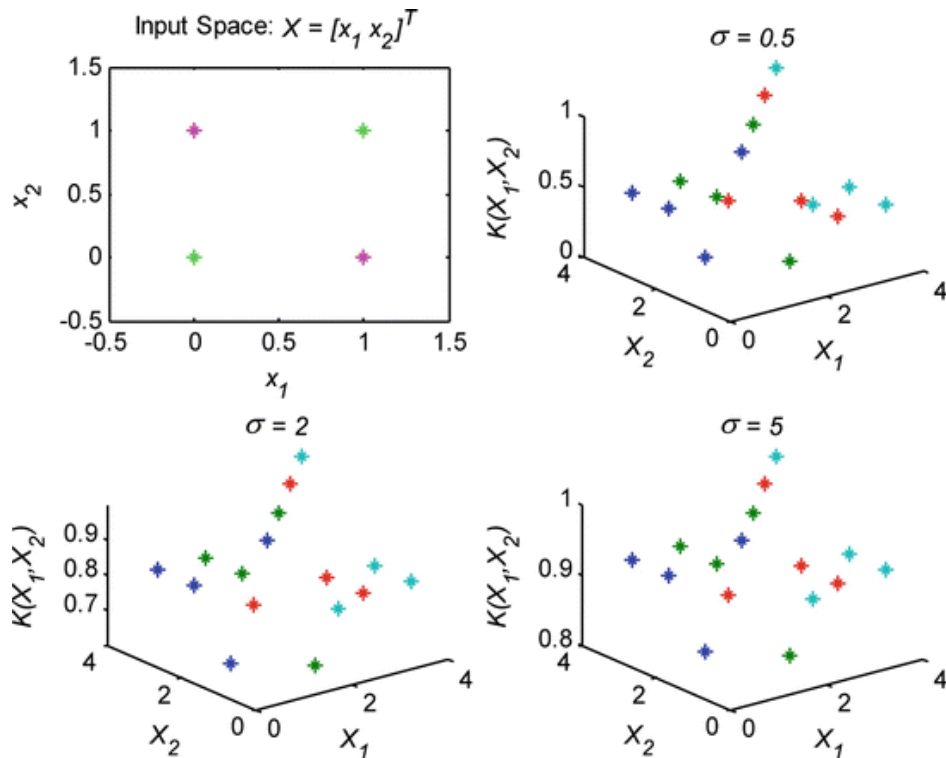 Input Space: X = [x1 x2]^T
1.5
1
0.5
0
-0.5
x2
-0.5 0 0.5 1 1.5
x1
σ = 0.5
1
0.5
0
K(X1,X2)
4
2
0
X2
0
2
4
X1
σ = 2
0.9
0.8
0.7
K(X1,X2)
4
2
0
X2
0
2
4
X1
σ = 5
1
0.9
0.8
K(X1,X2)
4
2
0
X2
0
2
4
X1